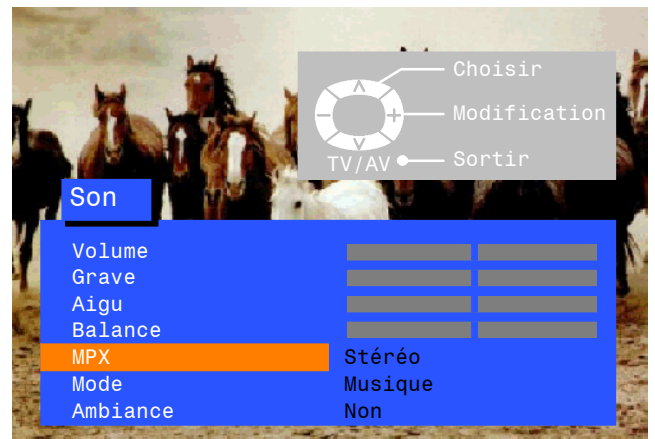 Choisir
Modification
TV/AV Sortir
Son
Volume
Grave
Aigu
Balance
MPX Stéréo
Mode Musique
Ambiance Non